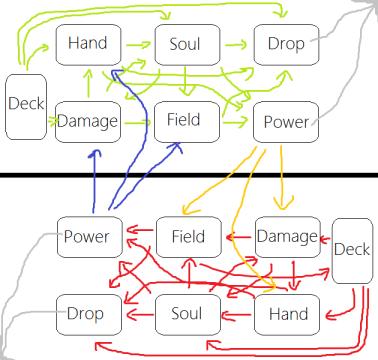 Hand Soul Drop
Deck
Damage Field Power
Power Field Damage
Deck
Drop Soul Hand